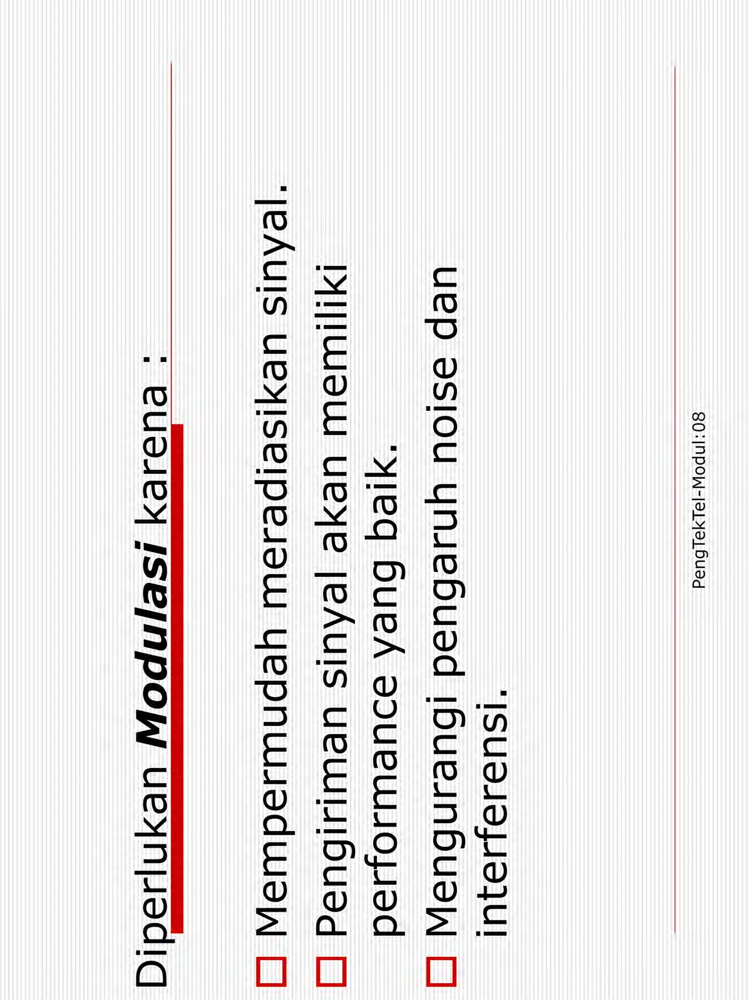 Diperlukan Modulasi karena :
Mempermudah meradiasikan sinyal.
Pengiriman sinyal akan memiliki
performance yang baik.
Mengurangi pengaruh noise dan
interferensi.
PengTekTel-Modul:08